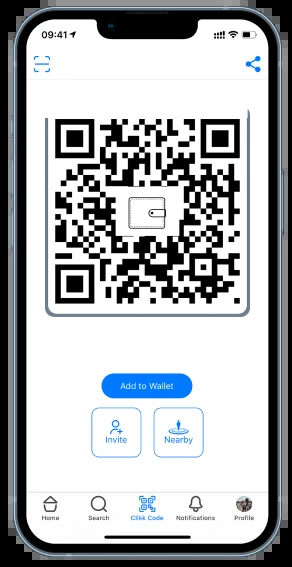 09:41
Add to Wallet
Invite
Nearby
Home
Search
Clikk Code
Notifications
Profile